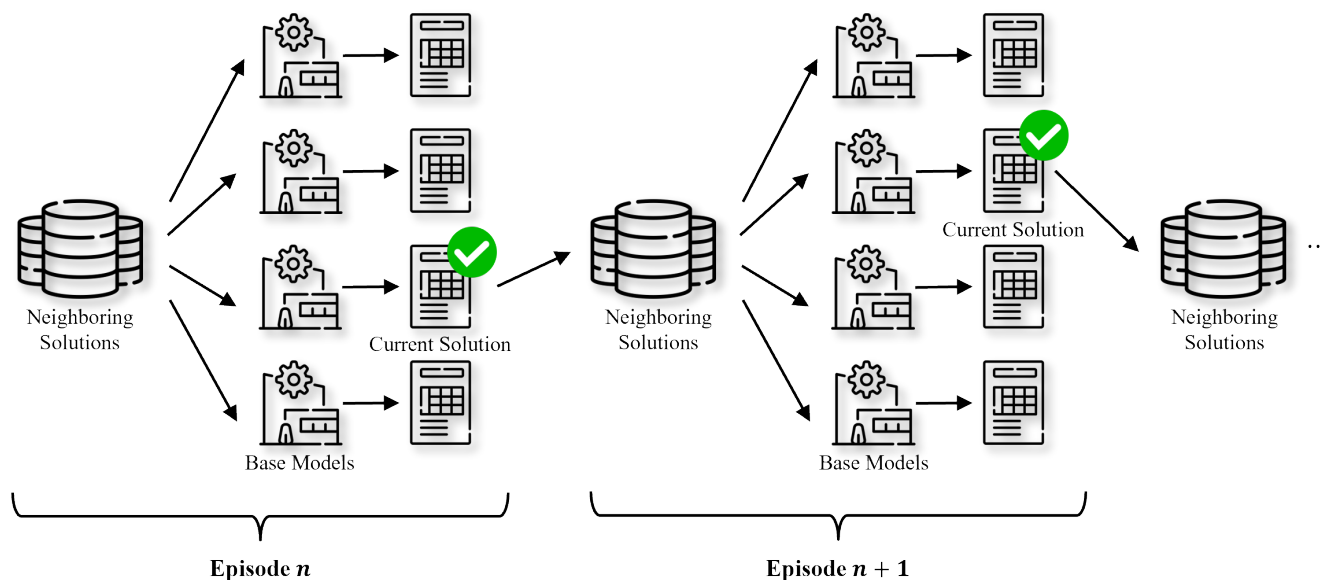 Neighboring
Solutions
Current Solution
Base Models
Episode n
Neighboring
Solutions
Current Solution
Base Models
Episode n + 1
Neighboring
Solutions
..